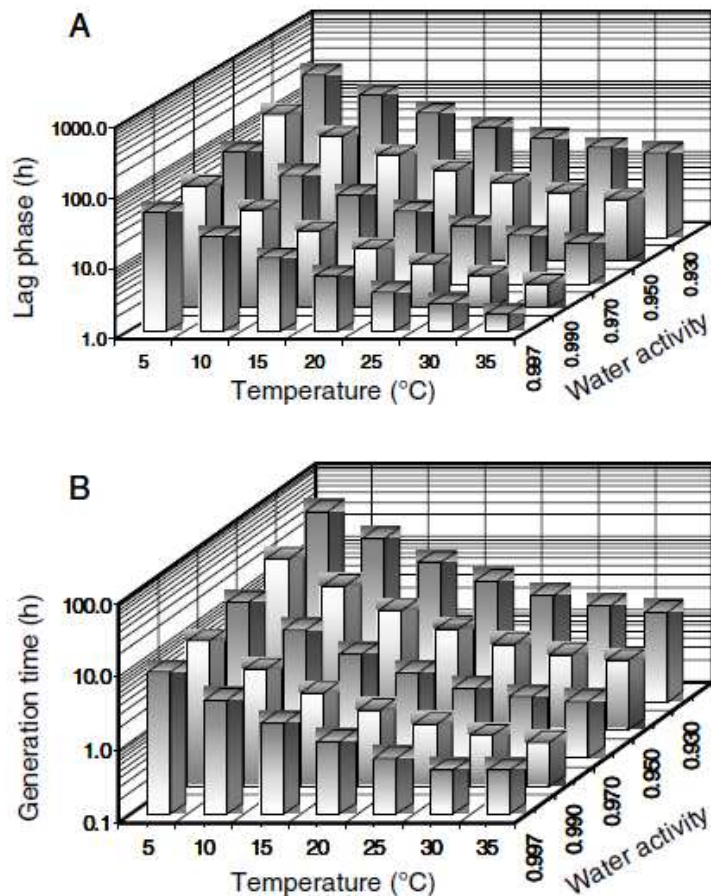 A
1000.0
100.0
10.0
1.0
Lag phase (h)
5 10 15 20 25 30 35
Temperature (°C)
0.997 0.990 0.970 0.950 0.930
Water activity
B
100.0
10.0
1.0
0.1
Generation time (h)
5 10 15 20 25 30 35
Temperature (°C)
0.997 0.990 0.970 0.950 0.930
Water activity